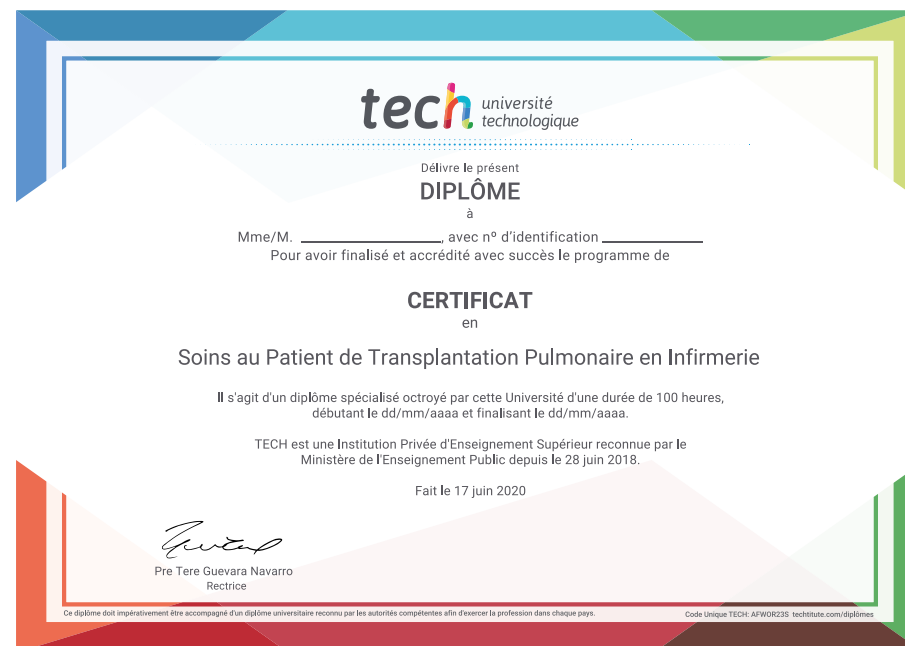 tech université
technologique
Délivre le présent
DIPLÔME
à
Mme/M. ____________________, avec nº d'identification ______________
Pour avoir finalisé et accrédité avec succès le programme de
CERTIFICAT
en
Soins au Patient de Transplantation Pulmonaire en Infirmerie
Il s'agit d'un diplôme spécialisé octroyé par cette Université d'une durée de 100 heures,
débutant le dd/mm/aaaa et finalisant le dd/mm/aaaa.
TECH est une Institution Privée d'Enseignement Supérieur reconnue par le
Ministère de l'Enseignement Public depuis le 28 juin 2018.
Fait le 17 juin 2020
Pre Tere Guevara Navarro
Rectrice
Ce diplôme doit impérativement être accompagné d'un diplôme universitaire reconnu par les autorités compétentes afin d'exercer la profession dans chaque pays.
Code Unique TECH: AFWOR23S techtitute.com/diplômes